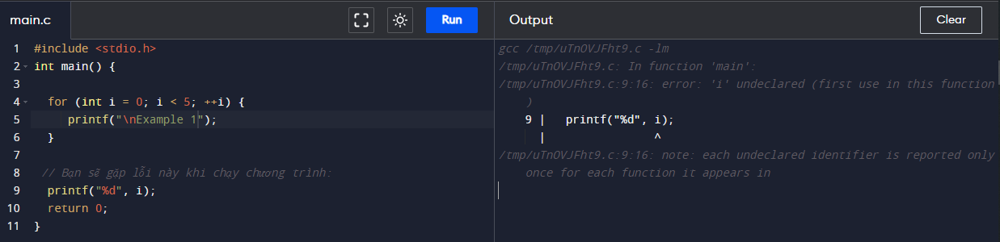 main.c
Run
Output
Clear
1 #include <stdio.h>
2 int main() {
3
4 for (int i = 0; i < 5; ++i) {
5 printf("\nExample 1");
6 }
7
8 // Bạn sẽ gặp lỗi này khi chạy chương trình:
9 printf("%d", i);
10 return 0;
11 }
gcc /tmp/uTnOVJFht9.c -lm
/tmp/uTnOVJFht9.c: In function 'main':
/tmp/uTnOVJFht9.c:9:16: error: 'i' undeclared (first use in this function
)
9 | printf("%d", i);
| ^
/tmp/uTnOVJFht9.c:9:16: note: each undeclared identifier is reported only
once for each function it appears in